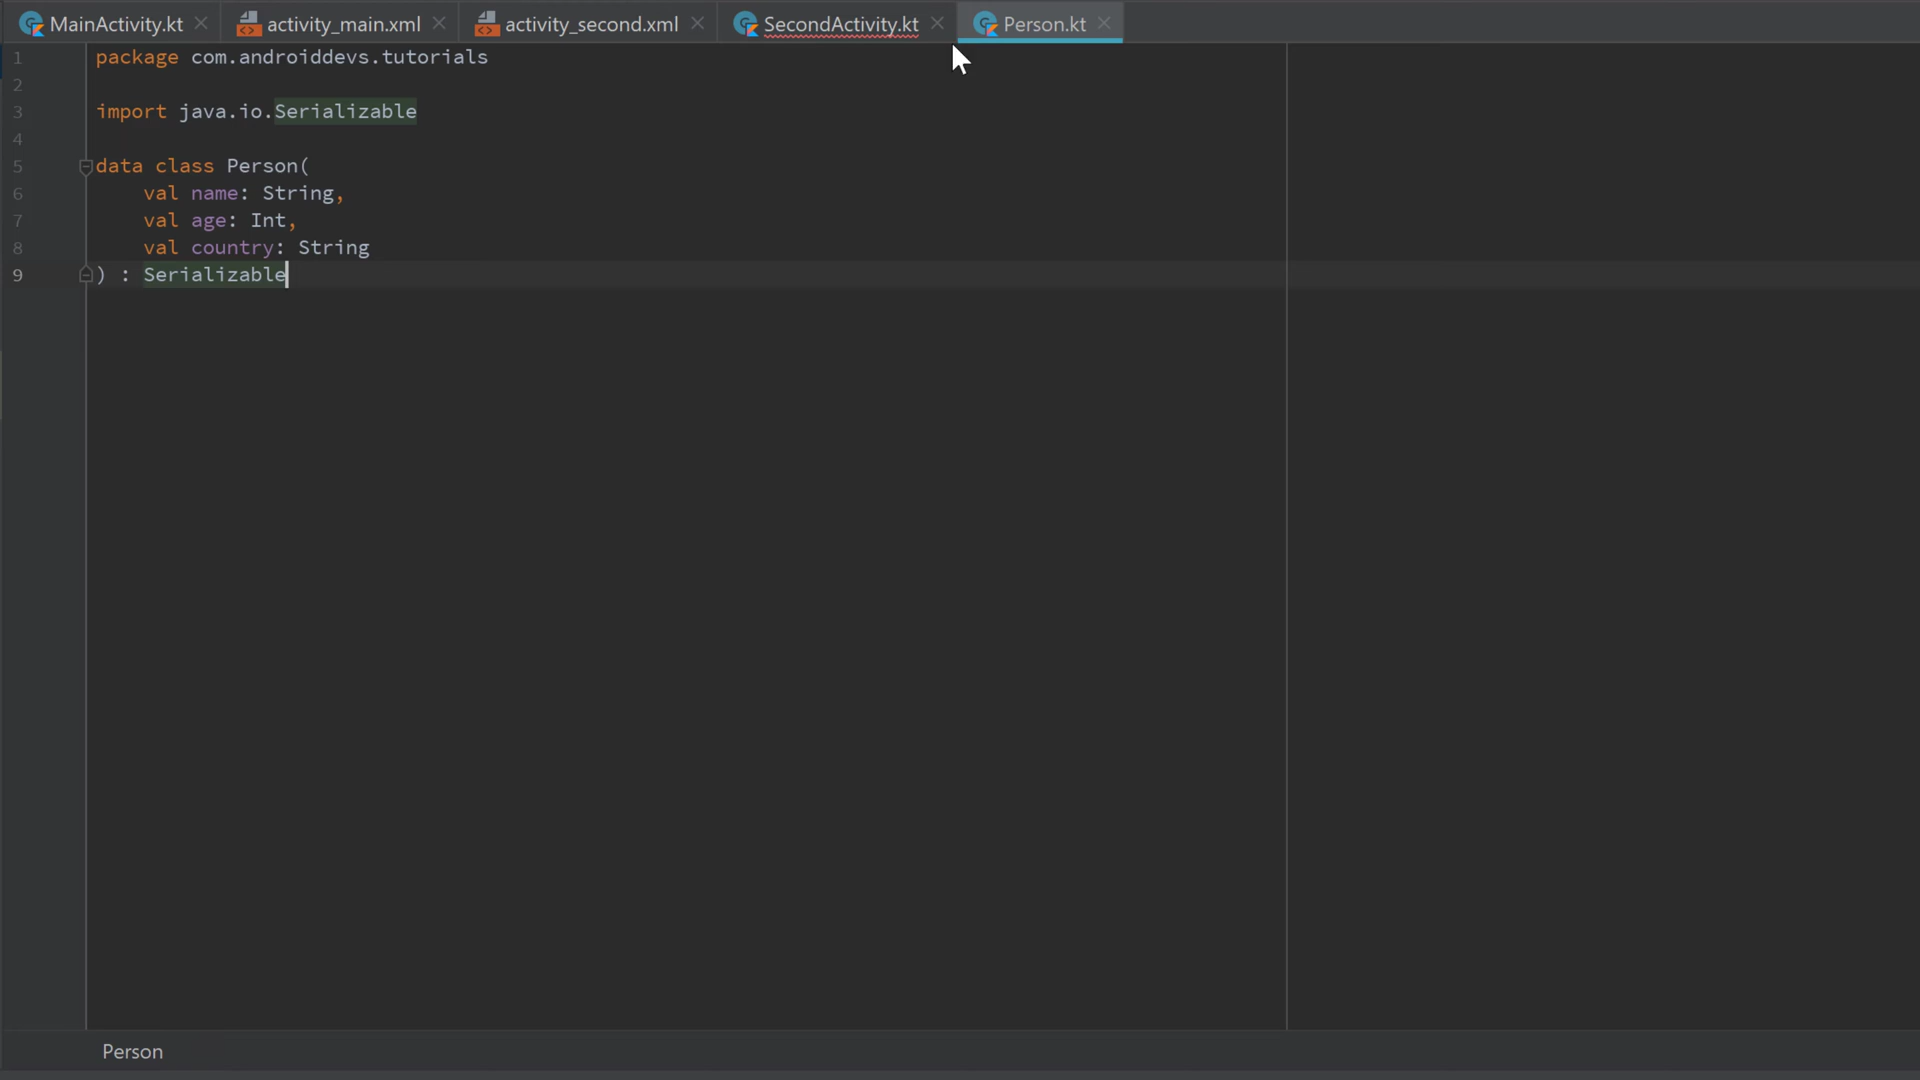 MainActivity.kt activity_main.xml activity_second.xml SecondActivity.kt Person.kt
1 package com.androiddevs.tutorials
2
3 import java.io.Serializable
4
5 data class Person(
6 val name: String,
7 val age: Int,
8 val country: String
9 ) : Serializable
Person